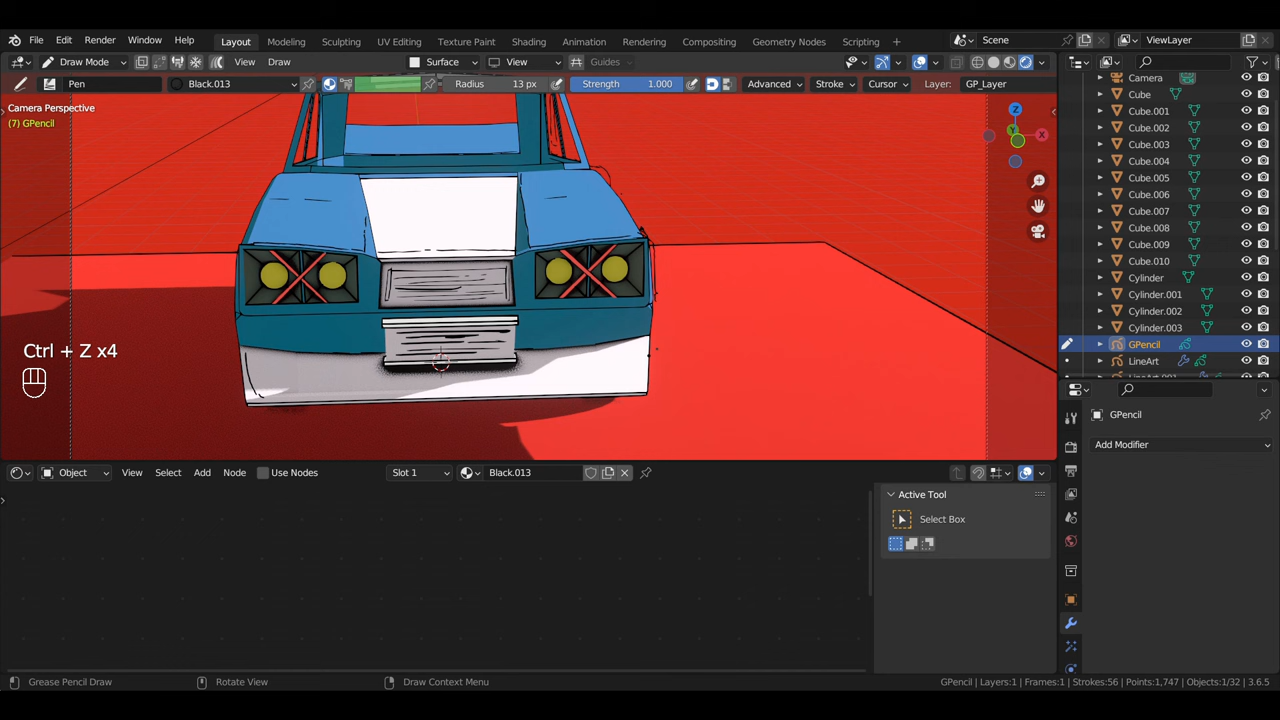 File Edit Render Window Help Layout Modeling Sculpting UV Editing Texture Paint Shading Animation Rendering Compositing Geometry Nodes Scripting + Scene ViewLayer
Draw Mode View Draw Surface View Guides
Pen Black.013 Radius 13 px Strength 1.000 Advanced Stroke Cursor Layer: GP_Layer
Camera Perspective
(7) GPencil
Z
X
Y
Camera
Cube
Cube.001
Cube.002
Cube.003
Cube.004
Cube.005
Cube.006
Cube.007
Cube.008
Cube.009
Cube.010
Cylinder
Cylinder.001
Cylinder.002
Cylinder.003
GPencil
LineArt
Ctrl + Z x4
GPencil
Add Modifier
Object View Select Add Node Use Nodes Slot 1 Black.013
Active Tool
Select Box
Grease Pencil Draw Rotate View Draw Context Menu GPencil | Layers:1 | Frames:1 | Strokes:56 | Points:1,747 | Objects:1/32 | 3.6.5